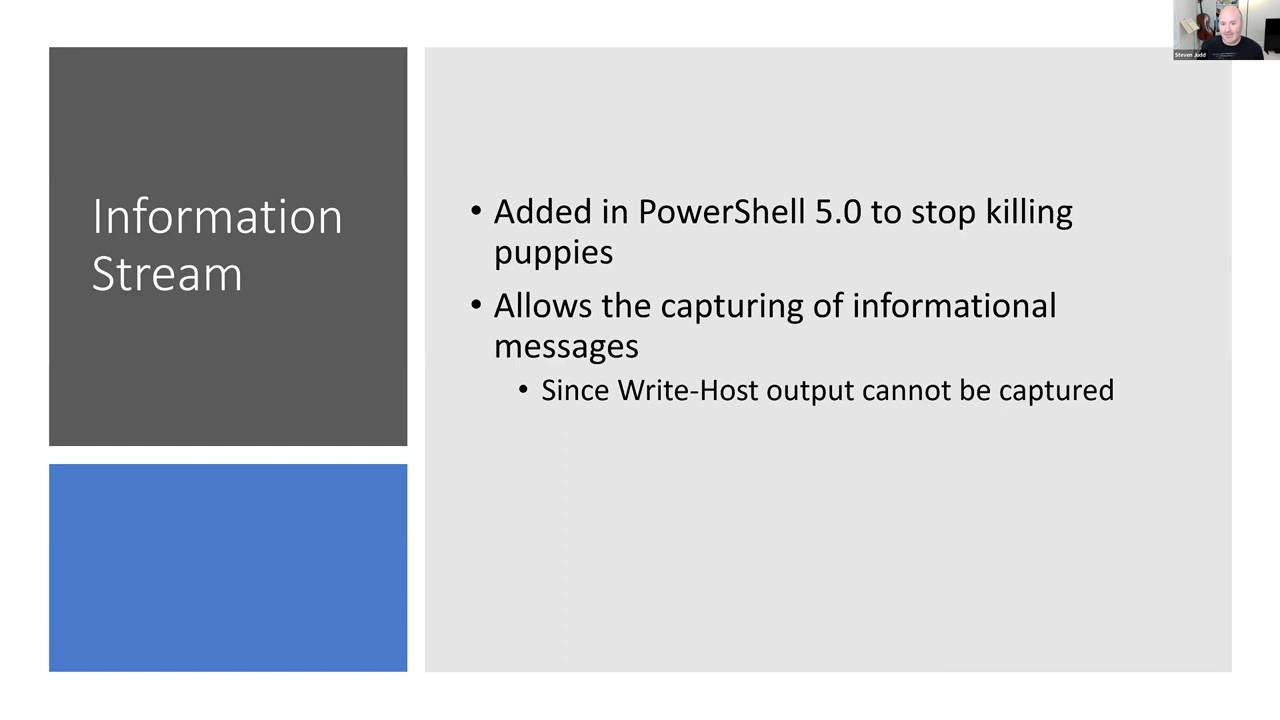 Steven Judd
Information
Stream
• Added in PowerShell 5.0 to stop killing
puppies
• Allows the capturing of informational
messages
• Since Write-Host output cannot be captured